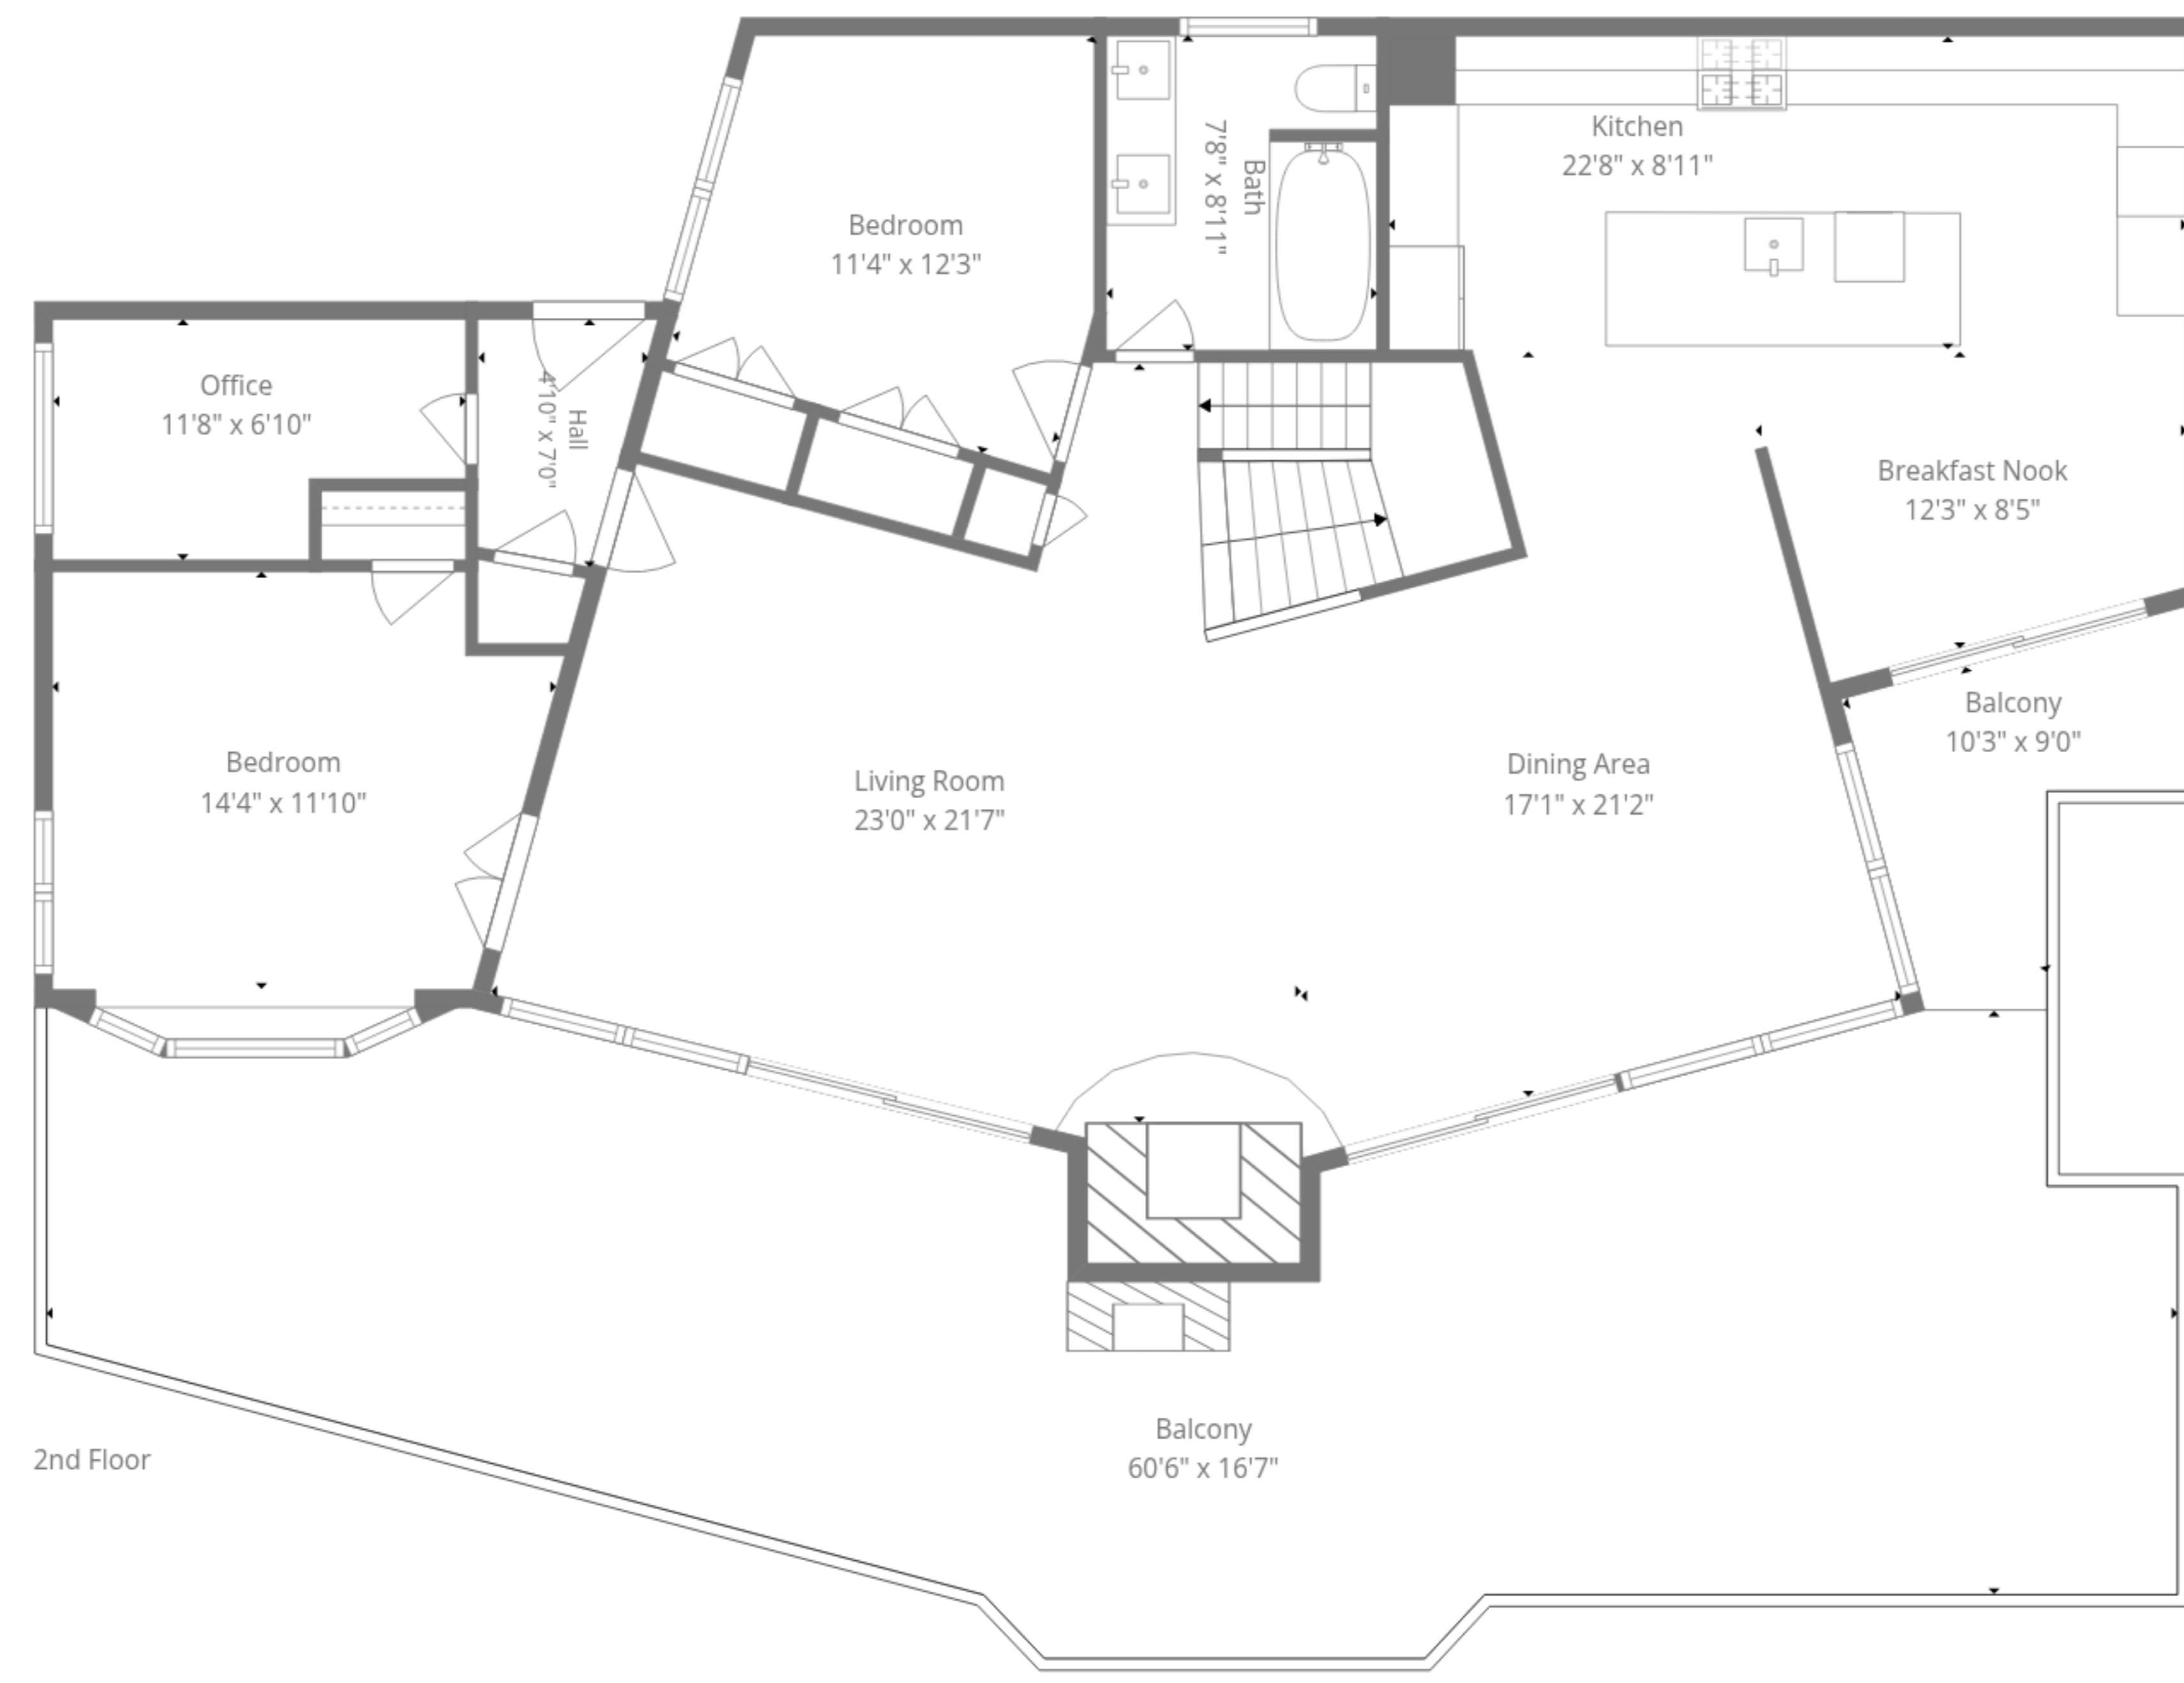 Kitchen
22'8" x 8'11"
Bath
7'8" x 8'11"
Bedroom
11'4" x 12'3"
Office
11'8" x 6'10"
Hall
4'10" x 7'0"
Breakfast Nook
12'3" x 8'5"
Balcony
10'3" x 9'0"
Bedroom
14'4" x 11'10"
Living Room
23'0" x 21'7"
Dining Area
17'1" x 21'2"
Balcony
60'6" x 16'7"
2nd Floor